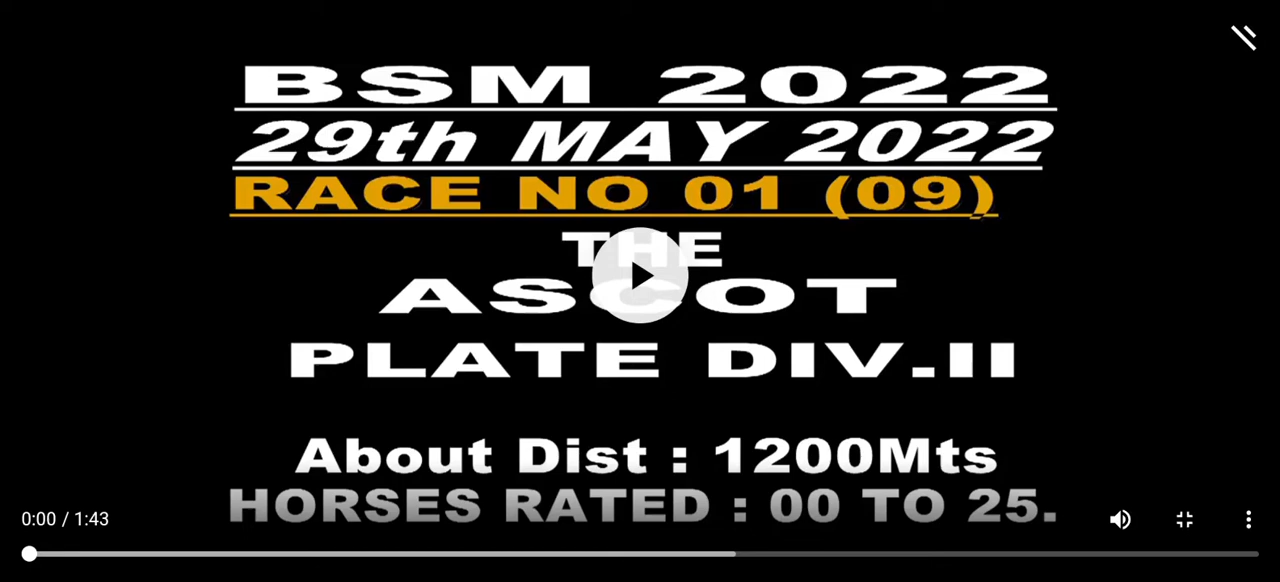 BSM 2022
29th MAY 2022
RACE NO 01 (09)
THE
ASCOT
PLATE DIV.II
About Dist : 1200Mts
HORSES RATED : 00 TO 25.
0:00 / 1:43